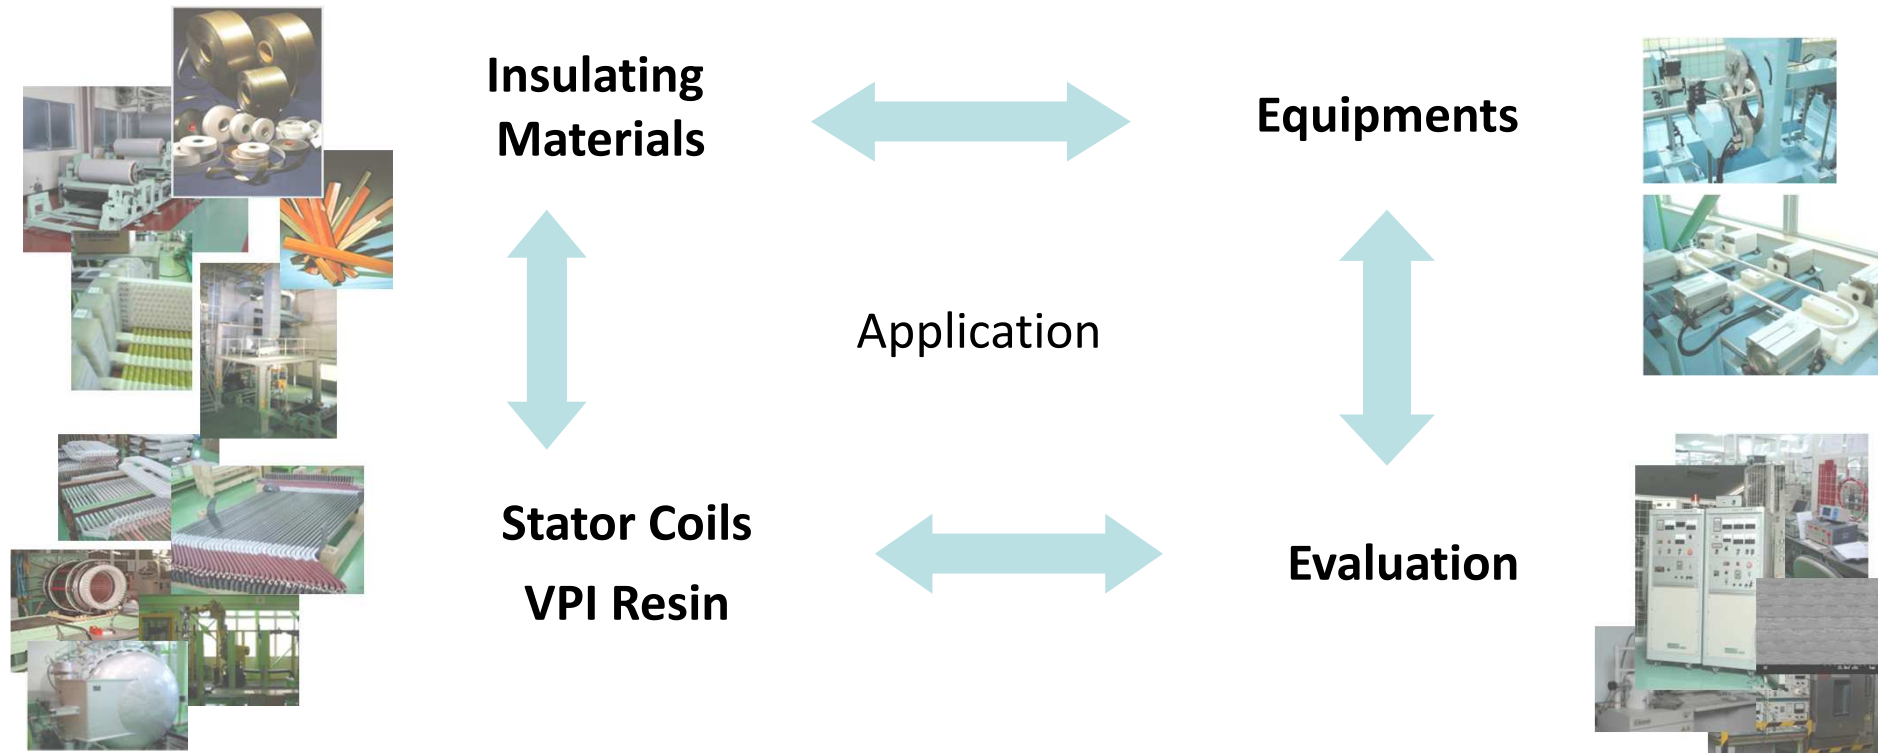 Insulating
Materials
Equipments
Application
Stator Coils
VPI Resin
Evaluation